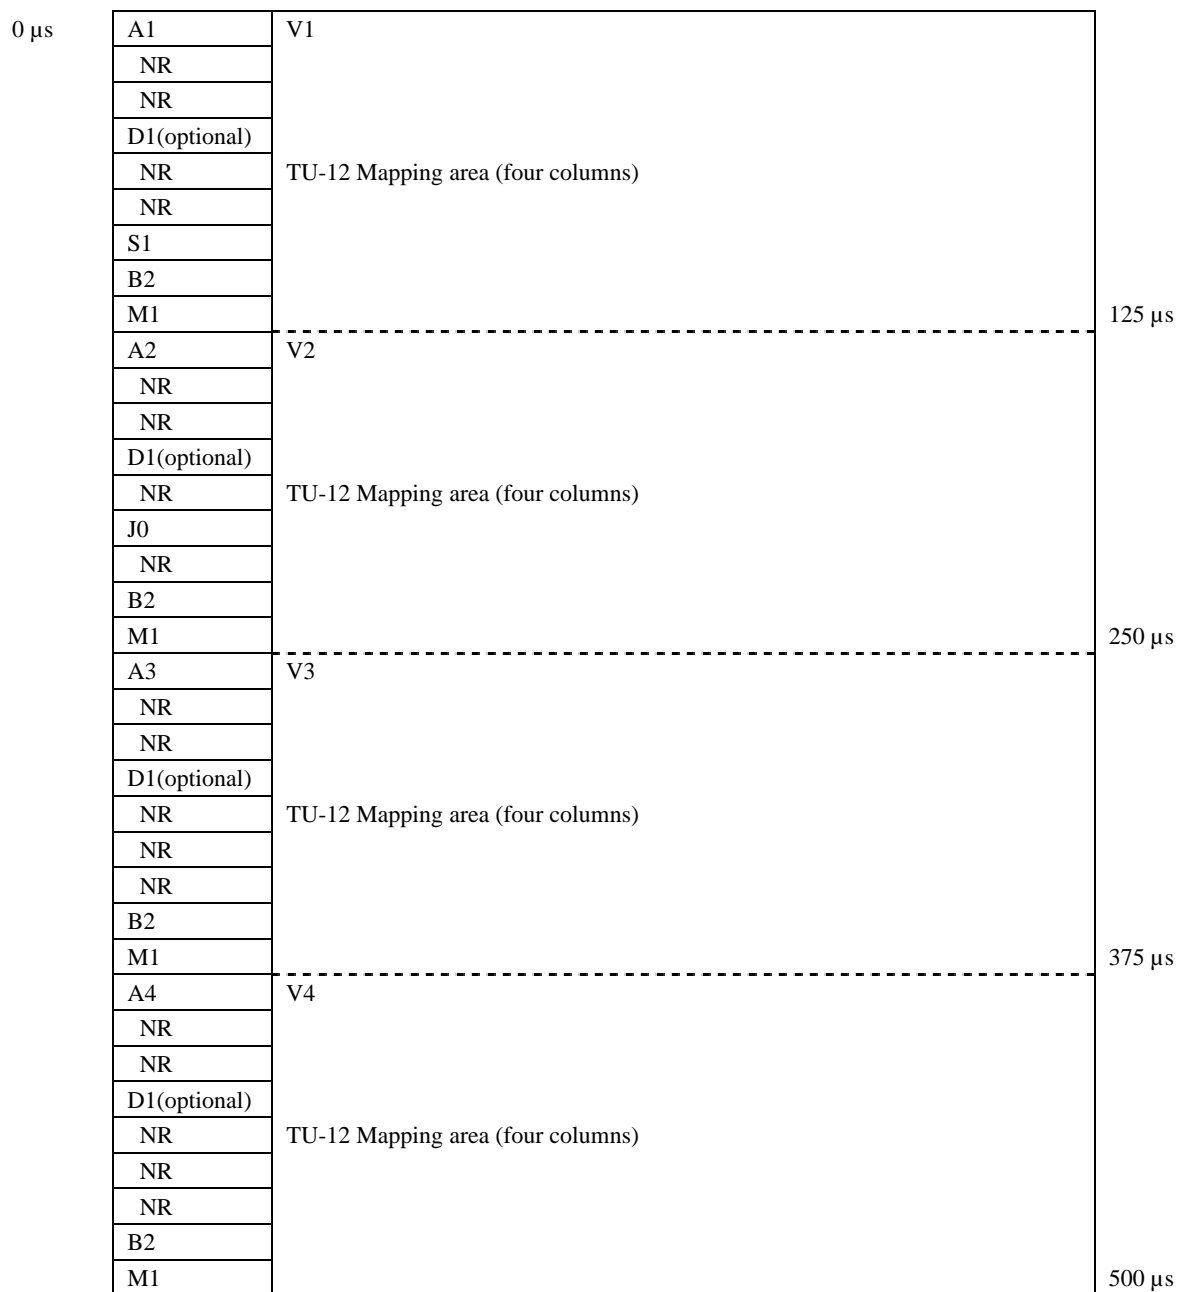 0 µs A1 V1
NR
NR
D1(optional)
NR TU-12 Mapping area (four columns)
NR
S1
B2
M1 125 µs
A2 V2
NR
NR
D1(optional)
NR TU-12 Mapping area (four columns)
J0
NR
B2
M1 250 µs
A3 V3
NR
NR
D1(optional)
NR TU-12 Mapping area (four columns)
NR
NR
B2
M1 375 µs
A4 V4
NR
NR
D1(optional)
NR TU-12 Mapping area (four columns)
NR
NR
B2
M1 500 µs